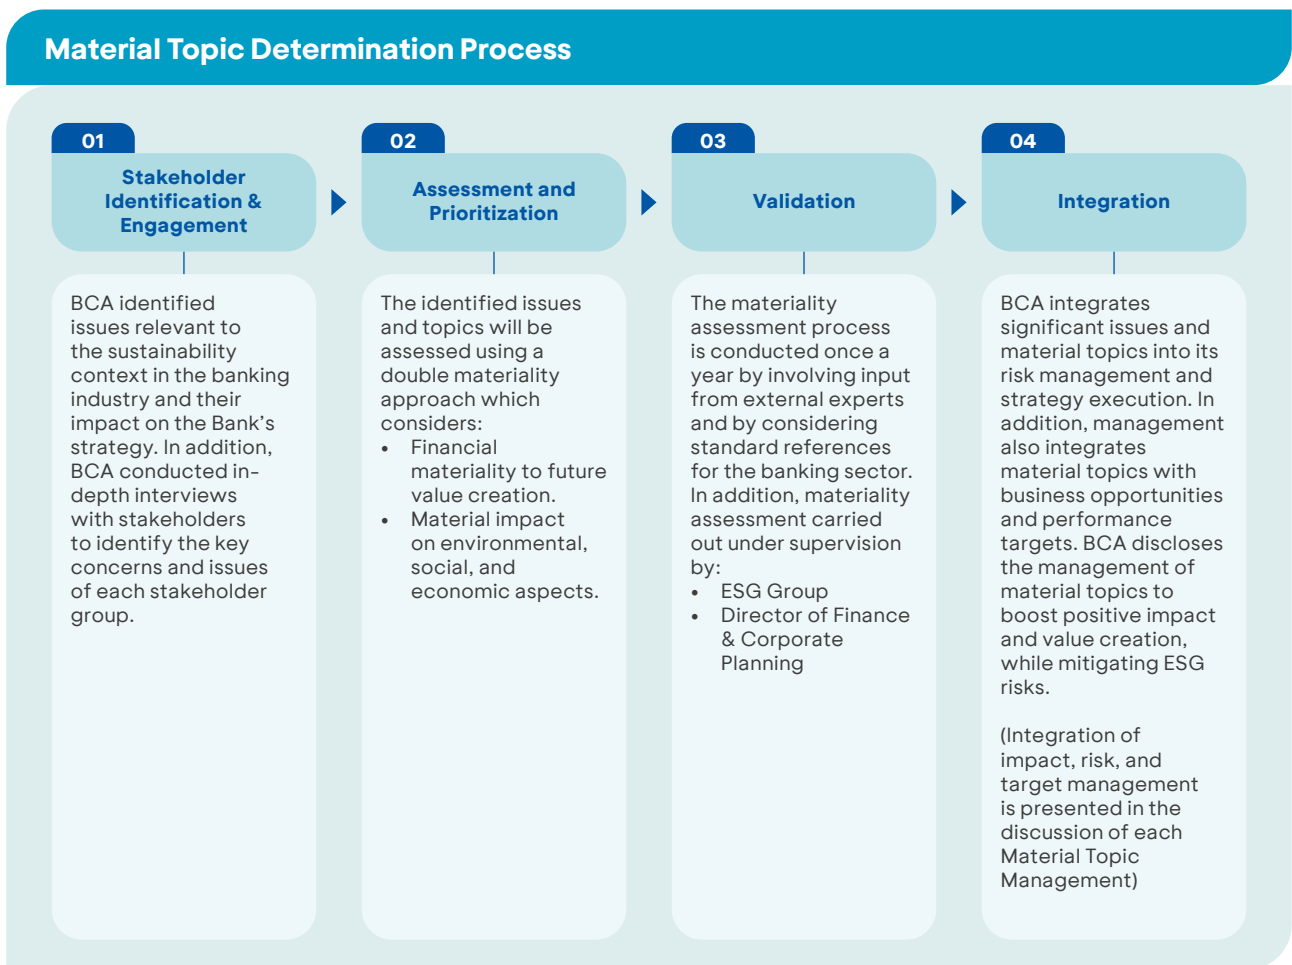 Material Topic Determination Process
01
Stakeholder
Identification &
Engagement
BCA identified
issues relevant to
the sustainability
context in the banking
industry and their
impact on the Bank's
strategy. In addition,
BCA conducted in-
depth interviews
with stakeholders
to identify the key
concerns and issues
of each stakeholder
group.
02
Assessment and
Prioritization
The identified issues
and topics will be
assessed using a
double materiality
approach which
considers:
• Financial
materiality to future
value creation.
• Material impact
on environmental,
social, and
economic aspects.
03
Validation
The materiality
assessment process
is conducted once a
year by involving input
from external experts
and by considering
standard references
for the banking sector.
In addition, materiality
assessment carried
out under supervision
by:
• ESG Group
• Director of Finance
& Corporate
Planning
04
Integration
BCA integrates
significant issues and
material topics into its
risk management and
strategy execution. In
addition, management
also integrates
material topics with
business opportunities
and performance
targets. BCA discloses
the management of
material topics to
boost positive impact
and value creation,
while mitigating ESG
risks.
(Integration of
impact, risk, and
target management
is presented in the
discussion of each
Material Topic
Management)